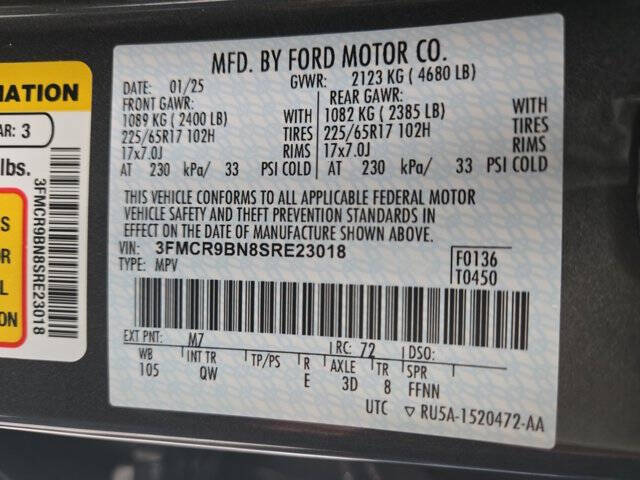 MATION
AR: 3
lbs.
S
OR
L
ON
3FMCR9BN8SRE23018
MFD. BY FORD MOTOR CO.
DATE: 01/25 GVWR: 2123 KG ( 4680 LB)
FRONT GAWR: REAR GAWR:
1089 KG ( 2400 LB) WITH 1082 KG ( 2385 LB) WITH
225/65R17 102H TIRES 225/65R17 102H TIRES
17x7.0J RIMS 17x7.0J RIMS
AT 230 kPa/ 33 PSI COLD AT 230 kPa/ 33 PSI COLD
THIS VEHICLE CONFORMS TO ALL APPLICABLE FEDERAL MOTOR
VEHICLE SAFETY AND THEFT PREVENTION STANDARDS IN
EFFECT ON THE DATE OF MANUFACTURE SHOWN ABOVE.
VIN: 3FMCR9BN8SRE23018 F0136
TYPE: MPV T0450
EXT PNT: M7 RC: 72 DSO:
WB INT TR TP/PS R AXLE TR SPR
105 QW E 3D 8 FFNN
UTC ▽ RU5A-1520472-AA